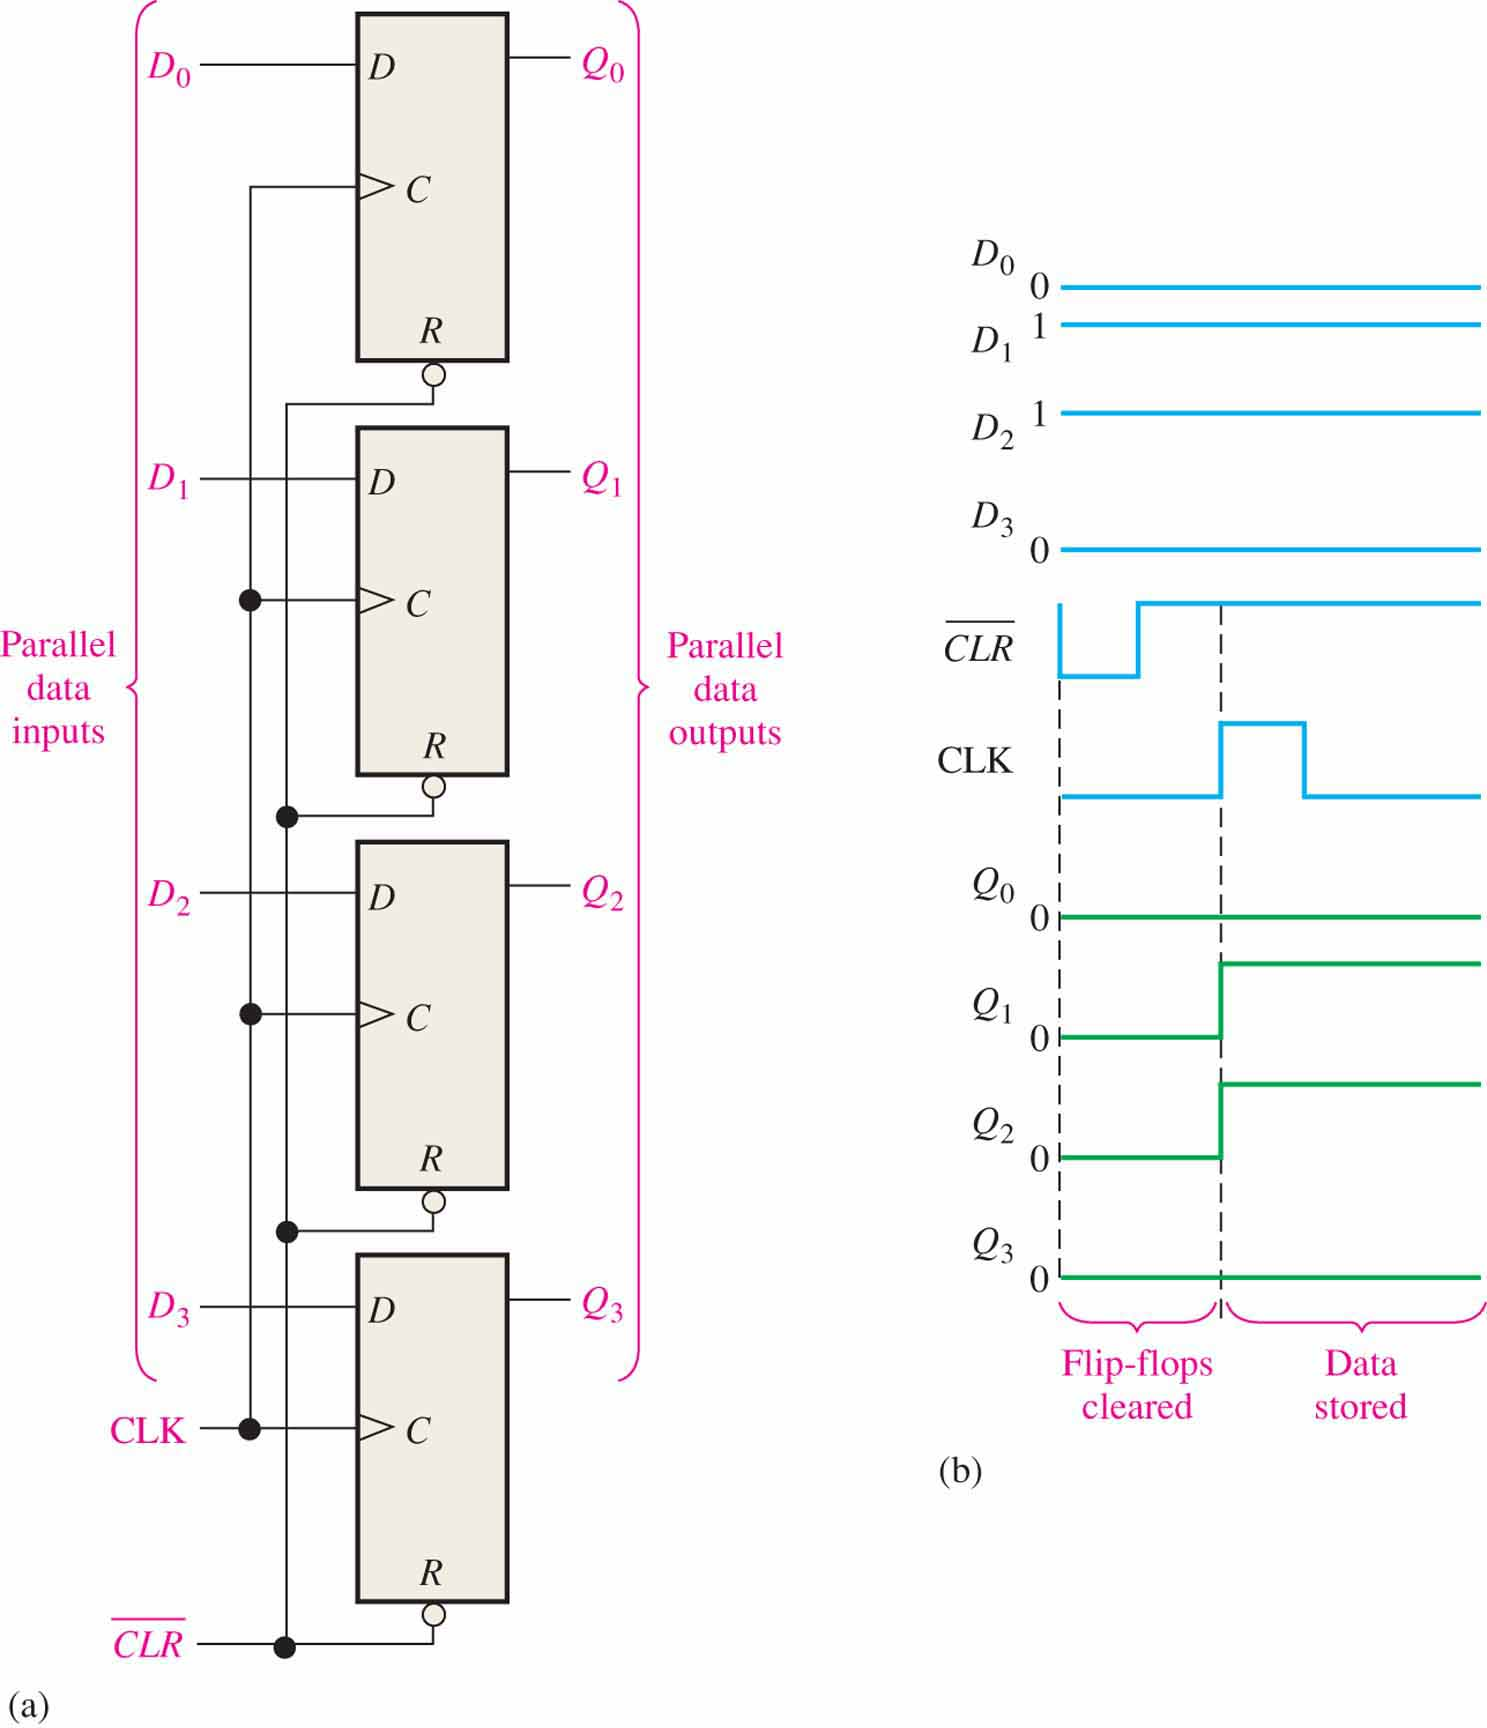 D0
D
Q0
C
R
D1
D
Q1
C
Parallel
data
inputs
Parallel
data
outputs
R
D2
D
Q2
C
R
D3
D
Q3
CLK
C
R
CLR
(a)
D0
0
D1
1
D2
1
D3
0
CLR
CLK
Q0
0
Q1
0
Q2
0
Q3
0
Flip-flops
cleared
Data
stored
(b)